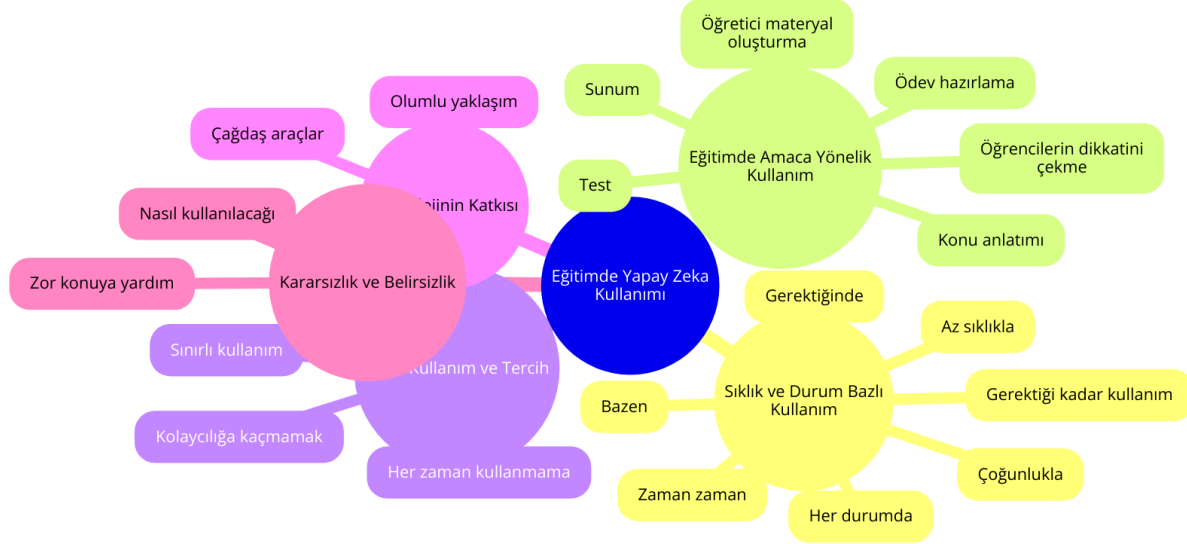 Öğretici materyal
oluşturma
Sunum
Ödev hazırlama
Olumlu yaklaşım
Çağdaş araçlar
Eğitimde Amaca Yönelik
Kullanım
Öğrencilerin dikkatini
çekme
Test
Nasıl kullanılacağı
Katkısı
Konu anlatımı
Zor konuya yardım
Kararsızlık ve Belirsizlik
Eğitimde Yapay Zeka
Kullanımı
Gerektiğinde
Az sıklıkla
Sınırlı kullanım
Kullanım ve Tercih
Sıklık ve Durum Bazlı
Kullanım
Gerektiği kadar kullanım
Bazen
Kolaycılığa kaçmamak
Her zaman kullanmama
Çoğunlukla
Zaman zaman
Her durumda